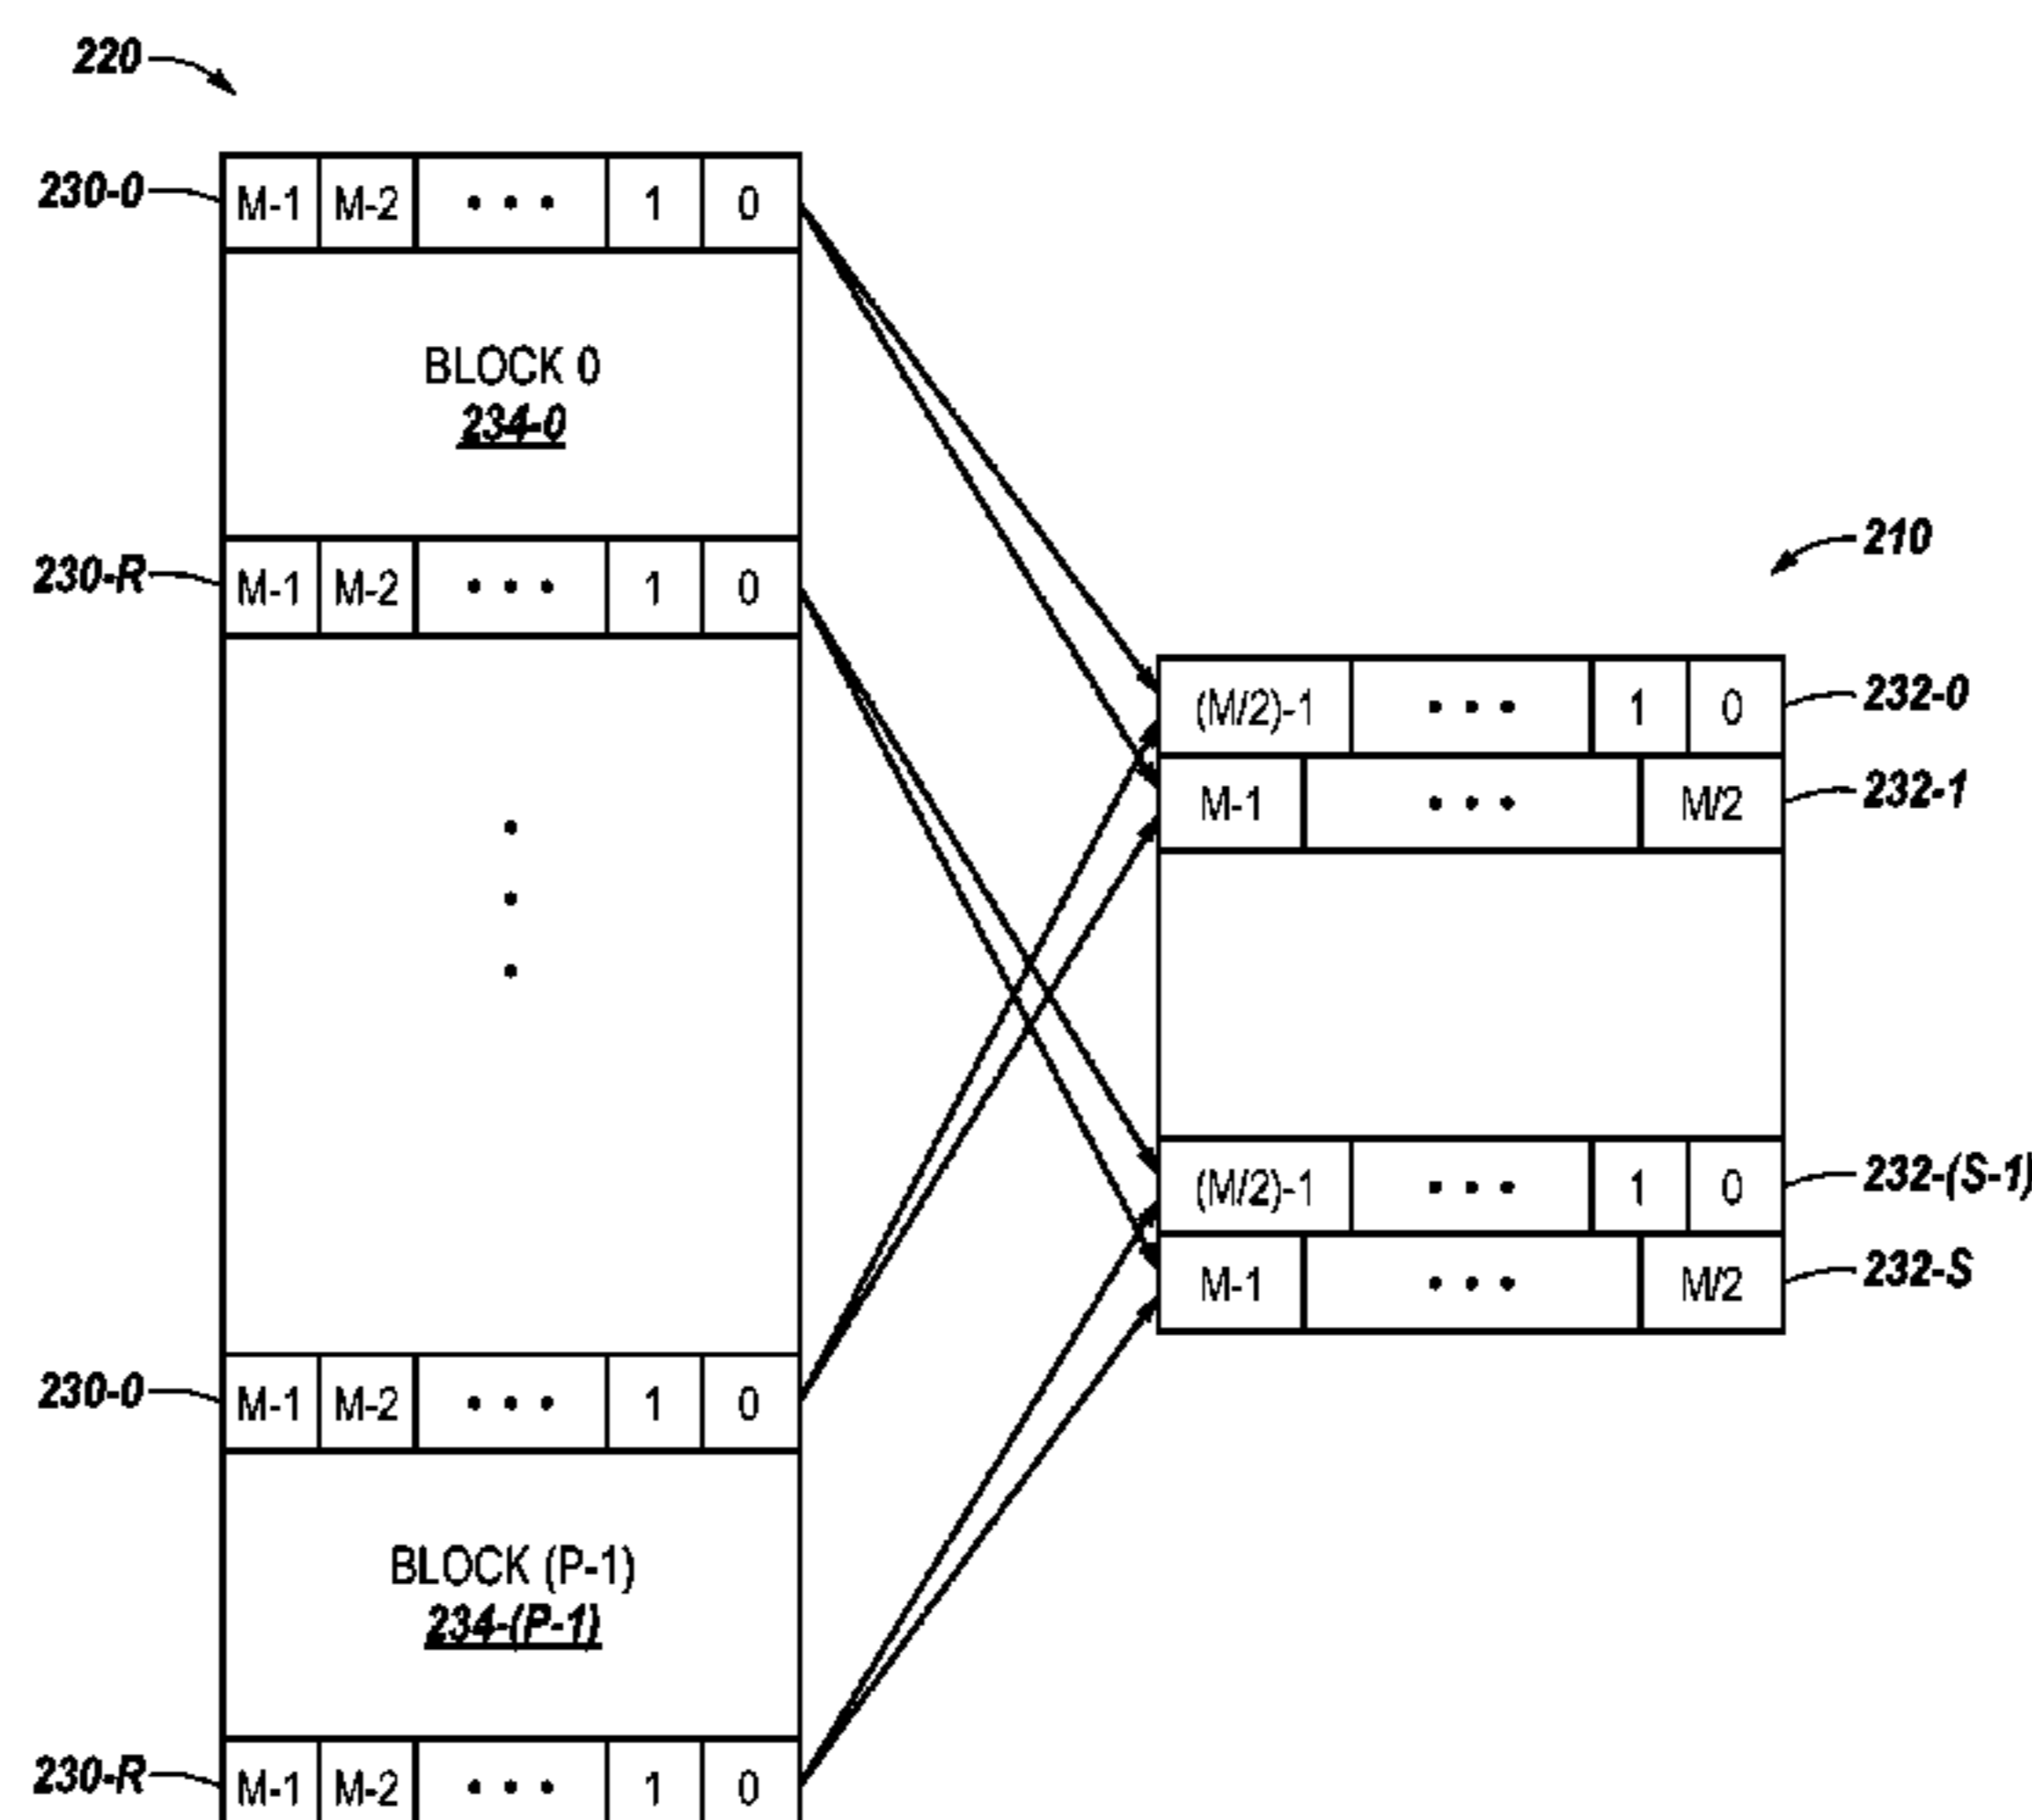 220
230-0 M-1 M-2 • • • 1 0
BLOCK 0
234-0
230-R M-1 M-2 • • • 1 0
•
•
•
230-0 M-1 M-2 • • • 1 0
BLOCK (P-1)
234-(P-1)
230-R M-1 M-2 • • • 1 0
210
(M/2)-1 • • • 1 0 232-0
M-1 • • • M/2 232-1
(M/2)-1 • • • 1 0 232-(S-1)
M-1 • • • M/2 232-S